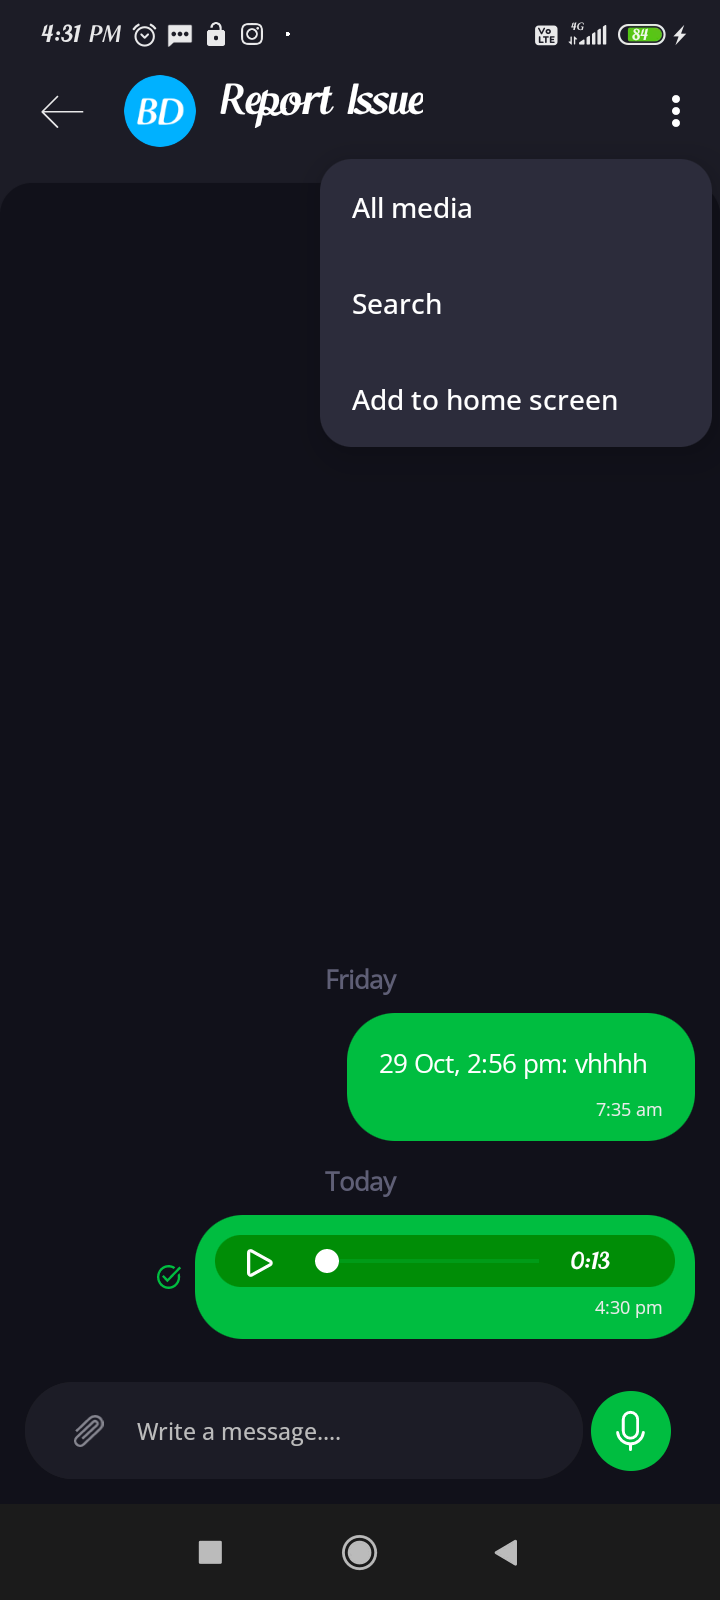 4:31 PM
Vo LTE 4G 84
BD Report Issue
All media
Search
Add to home screen
Friday
29 Oct, 2:56 pm: vhhhh
7:35 am
Today
0:13
4:30 pm
Write a message....